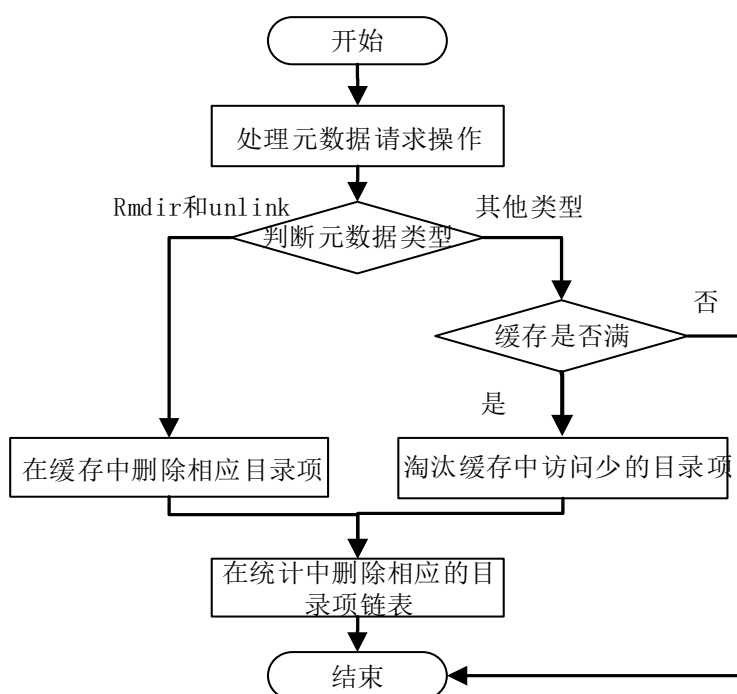 开始
处理元数据请求操作
Rmdir和unlink
其他类型
判断元数据类型
否
缓存是否满
是
在缓存中删除相应目录项
淘汰缓存中访问少的目录项
在统计中删除相应的目
录项链表
结束